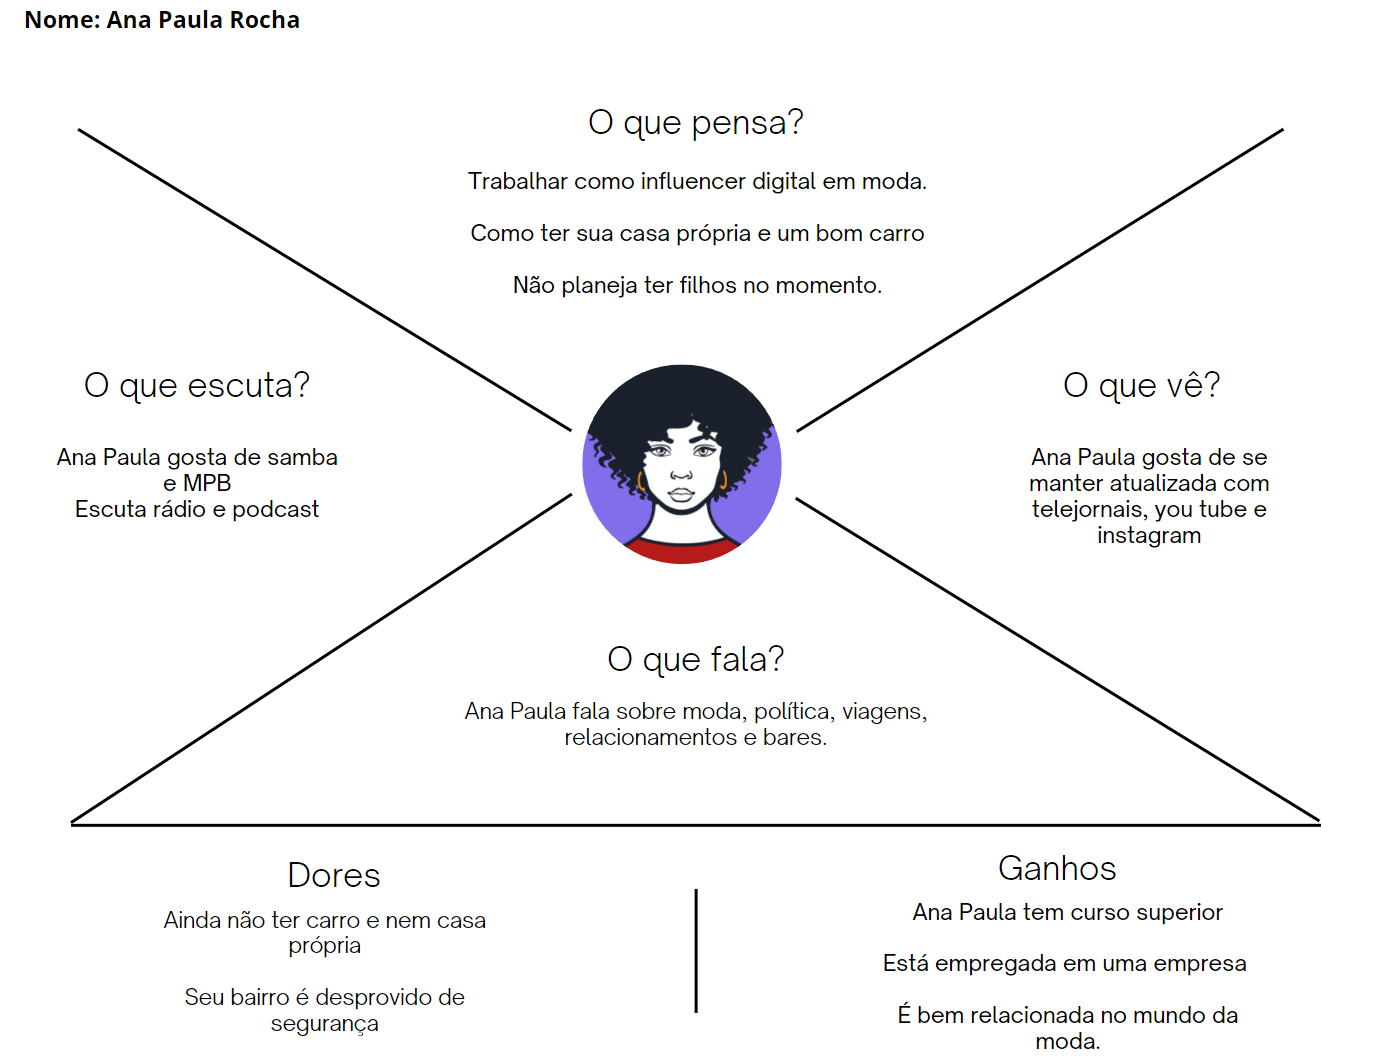 Nome: Ana Paula Rocha
O que pensa?
Trabalhar como influencer digital em moda.
Como ter sua casa própria e um bom carro
Não planeja ter filhos no momento.
O que escuta?
Ana Paula gosta de samba
e MPB
Escuta rádio e podcast
O que vê?
Ana Paula gosta de se
manter atualizada com
telejornais, you tube e
instagram
O que fala?
Ana Paula fala sobre moda, política, viagens,
relacionamentos e bares.
Dores
Ainda não ter carro e nem casa
própria
Seu bairro é desprovido de
segurança
Ganhos
Ana Paula tem curso superior
Está empregada em uma empresa
É bem relacionada no mundo da
moda.